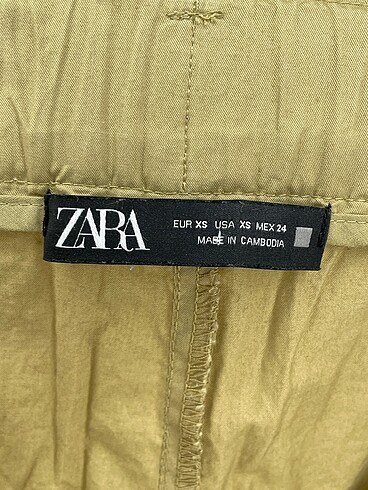 ZARA
EUR XS USA XS MEX 24
MADE IN CAMBODIA